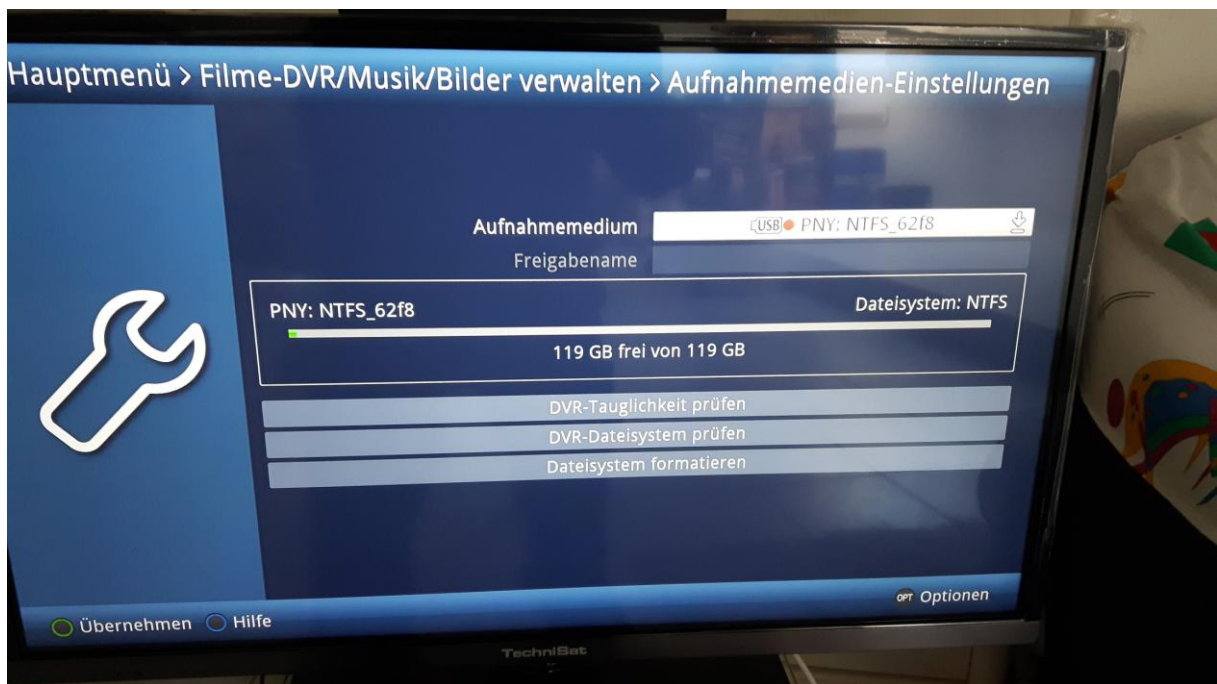 Hauptmenü > Filme-DVR/Musik/Bilder verwalten > Aufnahmemedien-Einstellungen
Aufnahmemedium USB PNY: NTFS_62f8
Freigabename
PNY: NTFS_62f8 Dateisystem: NTFS
119 GB frei von 119 GB
DVR-Tauglichkeit prüfen
DVR-Dateisystem prüfen
Dateisystem formatieren
OPT Optionen
Übernehmen Hilfe
TechniSat